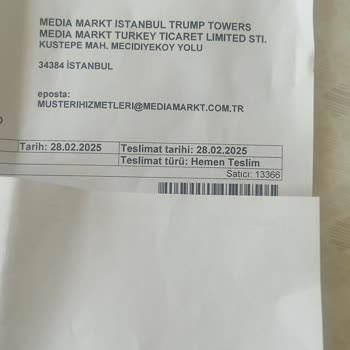 MEDIA MARKT ISTANBUL TRUMP TOWERS
MEDIA MARKT TURKEY TICARET LIMITED STI.
KUSTEPE MAH. MECIDIYEKOY YOLU
34384 İSTANBUL
eposta:
MUSTERIHIZMETLERI@MEDIAMARKT.COM.TR
Tarih: 28.02.2025 Teslimat tarihi: 28.02.2025
Teslimat türü: Hemen Teslim
Satıcı: 13366